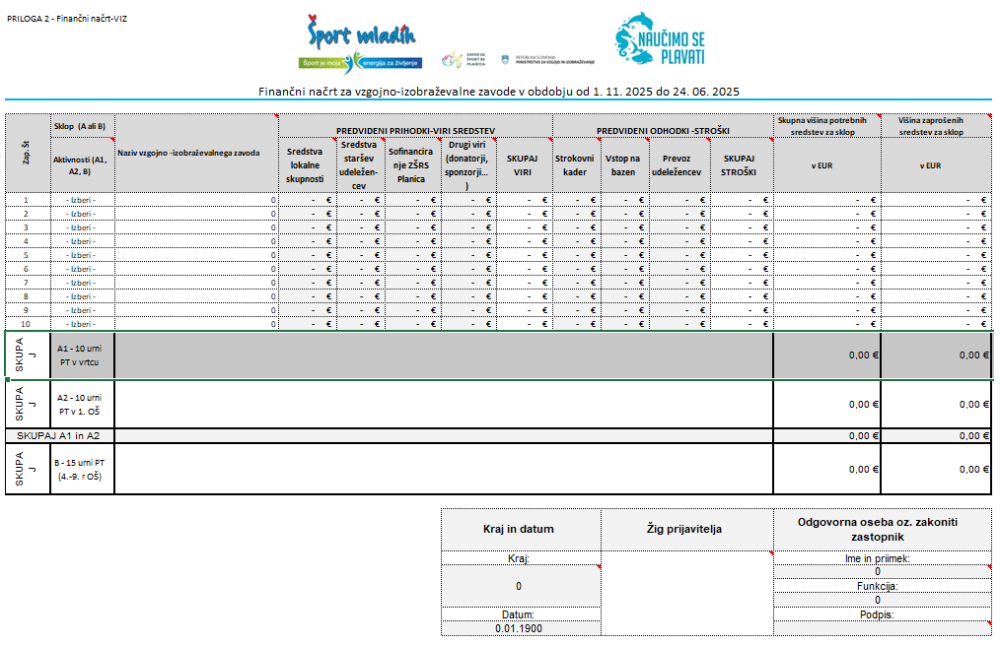 PRILOGA 2 - Finančni načrt-VIZ
Šport mladih
Šport je moja energija za življenje
ZAVOD ZA
ŠPORT RS
PLANICA
REPUBLIKA SLOVENIJA
MINISTRSTVO ZA VZGOJO IN IZOBRAŽEVANJE
NAUČIMO SE
PLAVATI
Finančni načrt za vzgojno-izobraževalne zavode v obdobju od 1. 11. 2025 do 24. 06. 2025
Zap.Št
Sklop (A ali B)
Aktivnosti (A1,
A2, B)
Naziv vzgojno -izobraževalnega zavoda
PREDVIDENI PRIHODKI-VIRI SREDSTEV
Sredstva
lokalne
skupnosti
Sredstva
staršev
udeležen-
cev
Sofinancira
nje ZŠRS
Planica
Drugi viri
(donatorji,
sponzorji...
)
SKUPAJ
VIRI
PREDVIDENI ODHODKI -STROŠKI
Strokovni
kader
Vstop na
bazen
Prevoz
udeležencev
SKUPAJ
STROŠKI
Skupna višina potrebnih
sredstev za sklop
v EUR
Višina zaprošenih
sredstev za sklop
v EUR
1 - Izberi - 0 - € - € - € - € - € - € - € - € - € - € - €
2 - Izberi - 0 - € - € - € - € - € - € - € - € - € - € - €
3 - Izberi - 0 - € - € - € - € - € - € - € - € - € - € - €
4 - Izberi - 0 - € - € - € - € - € - € - € - € - € - € - €
5 - Izberi - 0 - € - € - € - € - € - € - € - € - € - € - €
6 - Izberi - 0 - € - € - € - € - € - € - € - € - € - € - €
7 - Izberi - 0 - € - € - € - € - € - € - € - € - € - € - €
8 - Izberi - 0 - € - € - € - € - € - € - € - € - € - € - €
9 - Izberi - 0 - € - € - € - € - € - € - € - € - € - € - €
10 - Izberi - 0 - € - € - € - € - € - € - € - € - € - € - €
SKUPA
J
A1 - 10 urni
PT v vrtcu
0,00 € 0,00 €
SKUPA
J
A2 - 10 urni
PT v 1. OŠ
0,00 € 0,00 €
SKUPAJ A1 in A2 0,00 € 0,00 €
SKUPA
J
B - 15 urni PT
(4.-9. r OŠ)
0,00 € 0,00 €
Kraj in datum
Kraj:
0
Datum:
0.01.1900
Žig prijavitelja
Odgovorna oseba oz. zakoniti
zastopnik
Ime in priimek:
0
Funkcija:
0
Podpis: